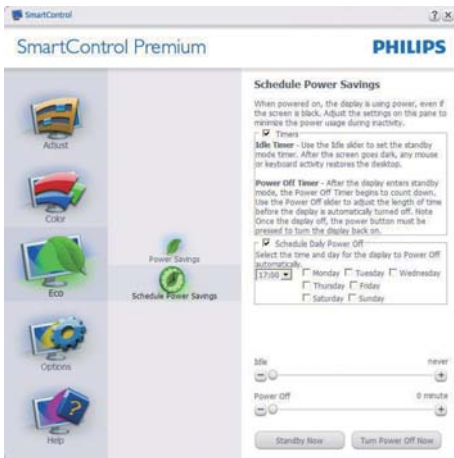 SmartControl
SmartControl Premium
PHILIPS
Adjust
Color
Eco
Options
Help
Power Savings
Schedule Power Savings
Schedule Power Savings
When powered on, the display is using power, even if
the screen is black. Adjust the settings on this pane to
minimize the power usage during inactivity.
Timers
Idle Timer - Use the Idle slider to set the standby
mode timer. After the screen goes dark, any mouse
or keyboard activity restores the desktop.
Power Off Timer - After the display enters standby
mode, the Power Off Timer begins to count down.
Use the Power Off slider to adjust the length of time
before the display is automatically turned off. Note
Once the display off, the power button must be
pressed to turn the display back on.
Schedule Daily Power Off
Select the time and day for the display to Power Off
automatically.
17:00 Monday Tuesday Wednesday
Thursday Friday
Saturday Sunday
Idle never
Power Off 0 minute
Standby Now Turn Power Off Now